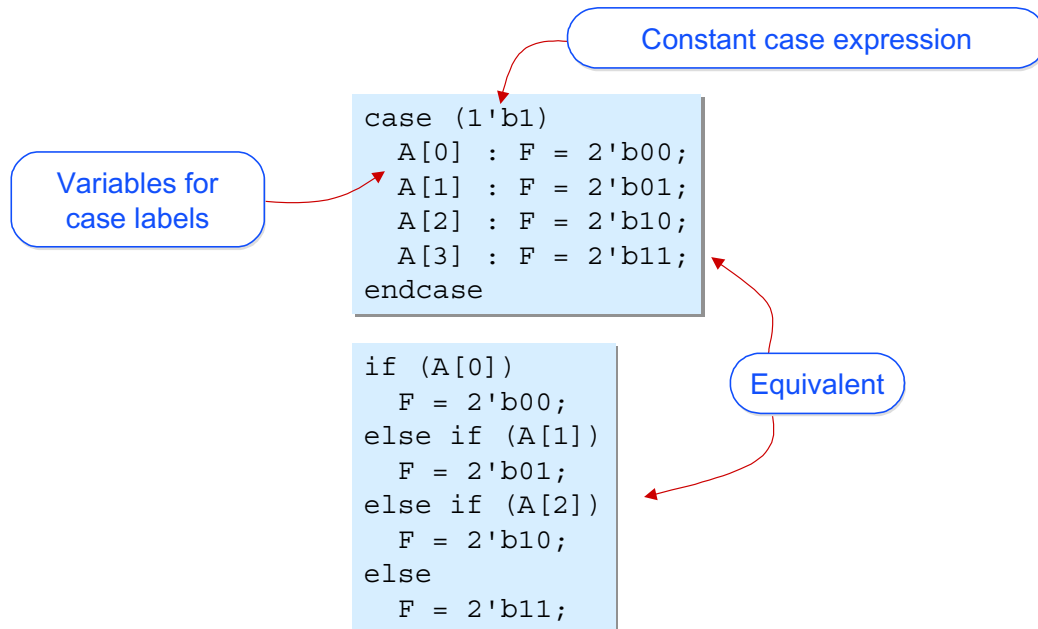 Constant case expression
case (1'b1)
  A[0] : F = 2'b00;
  A[1] : F = 2'b01;
  A[2] : F = 2'b10;
  A[3] : F = 2'b11;
endcase
Variables for
case labels
if (A[0])
  F = 2'b00;
else if (A[1])
  F = 2'b01;
else if (A[2])
  F = 2'b10;
else
  F = 2'b11;
Equivalent